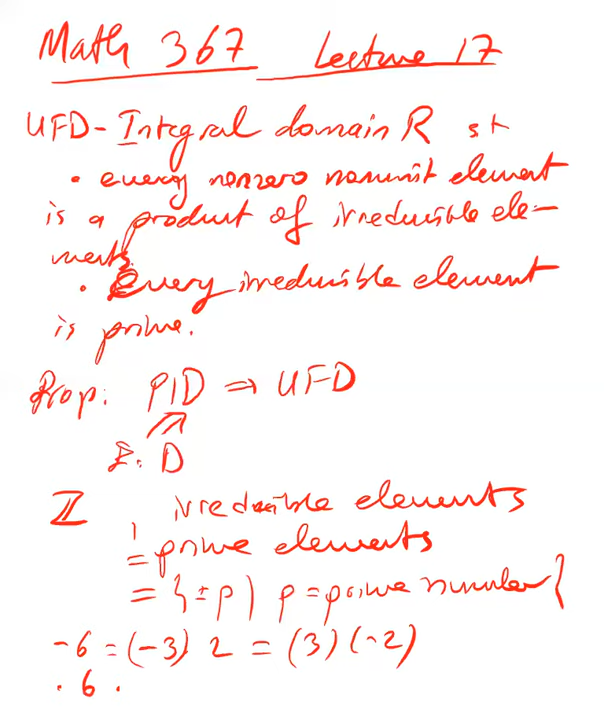 Math 367 Lecture 17
UFD - Integral domain R st
• every nonzero nonunit element
is a product of irreducible ele-
ments
• Every irreducible element
is prime.
Prop: PID ⇒ UFD
⇗
E. D
ℤ irreducible elements
= prime elements
= {±p | p = prime number}
-6 = (-3) 2 = (3)(-2)
• 6 •